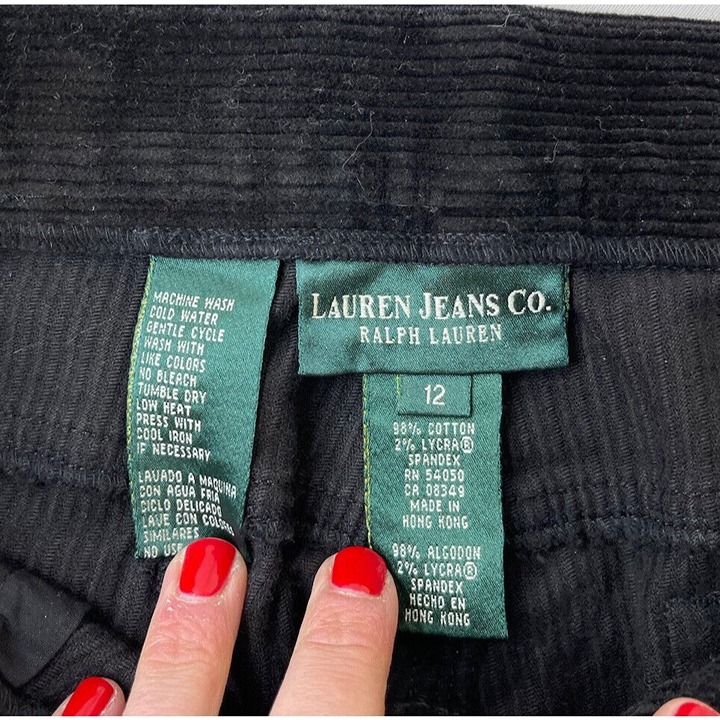 MACHINE WASH
COLD WATER
GENTLE CYCLE
WASH WITH
LIKE COLORS
NO BLEACH
TUMBLE DRY
LOW HEAT
PRESS WITH
COOL IRON
IF NECESSARY
LAVADO A MAQUINA
CON AGUA FRIA
CICLO DELICADO
LAVE CON COLORES
SIMILARES
NO USE
LAUREN JEANS CO.
RALPH LAUREN
12
98% COTTON
2% LYCRA®
SPANDEX
RN 54050
CA 08349
MADE IN
HONG KONG
98% ALGODON
2% LYCRA®
SPANDEX
HECHO EN
HONG KONG